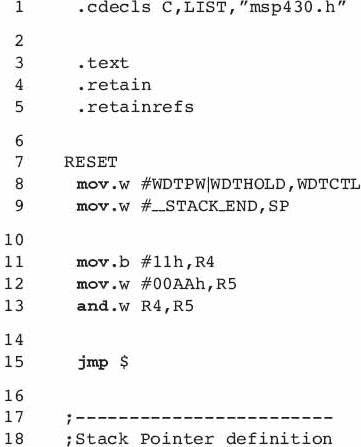 1 .cdecls C,LIST,"msp430.h"
2
3 .text
4 .retain
5 .retainrefs
6
7 RESET
8 mov.w #WDTPW|WDTHOLD,WDTCTL
9 mov.w #__STACK_END,SP
10
11 mov.b #11h,R4
12 mov.w #00AAh,R5
13 and.w R4,R5
14
15 jmp $
16
17 ;------------------------
18 ;Stack Pointer definition